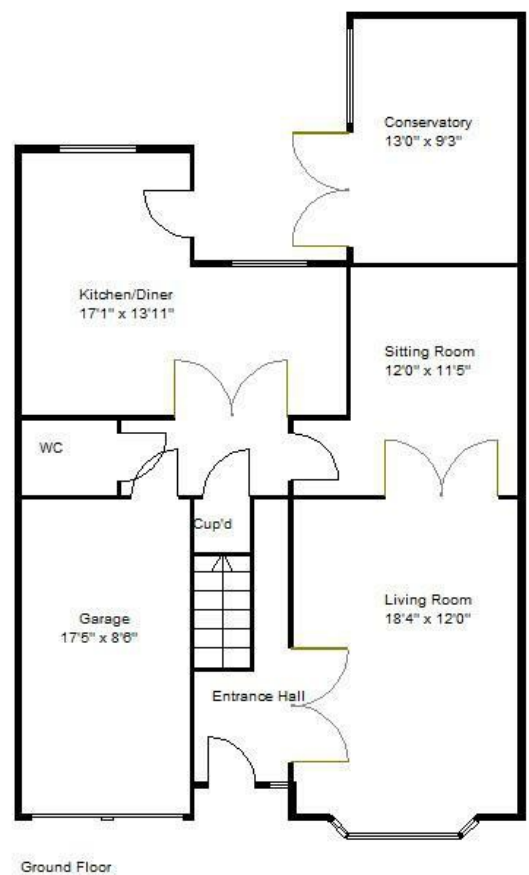 Conservatory
13'0" x 9'3"
Kitchen/Diner
17'1" x 13'11"
Sitting Room
12'0" x 11'5"
WC
Cup'd
Garage
17'5" x 8'6"
Living Room
18'4" x 12'0"
Entrance Hall
Ground Floor